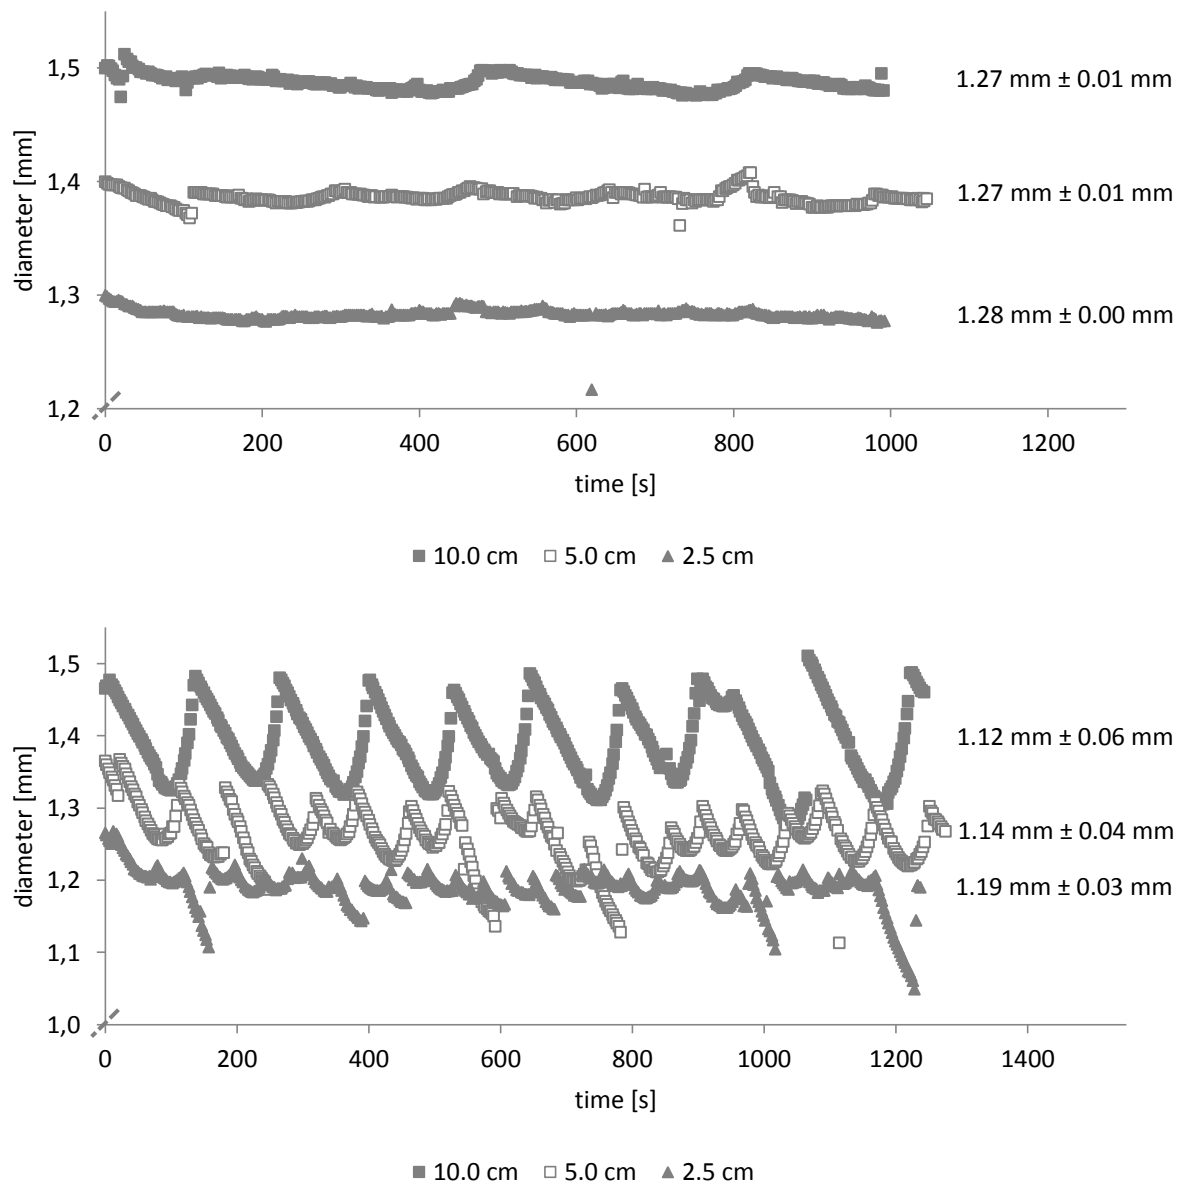 diameter [mm]
1,5
1,4
1,3
1,2
1.27 mm ± 0.01 mm
1.27 mm ± 0.01 mm
1.28 mm ± 0.00 mm
0 200 400 600 800 1000 1200
time [s]
10.0 cm 5.0 cm 2.5 cm
diameter [mm]
1,5
1,4
1,3
1,2
1,1
1,0
1.12 mm ± 0.06 mm
1.14 mm ± 0.04 mm
1.19 mm ± 0.03 mm
0 200 400 600 800 1000 1200 1400
time [s]
10.0 cm 5.0 cm 2.5 cm